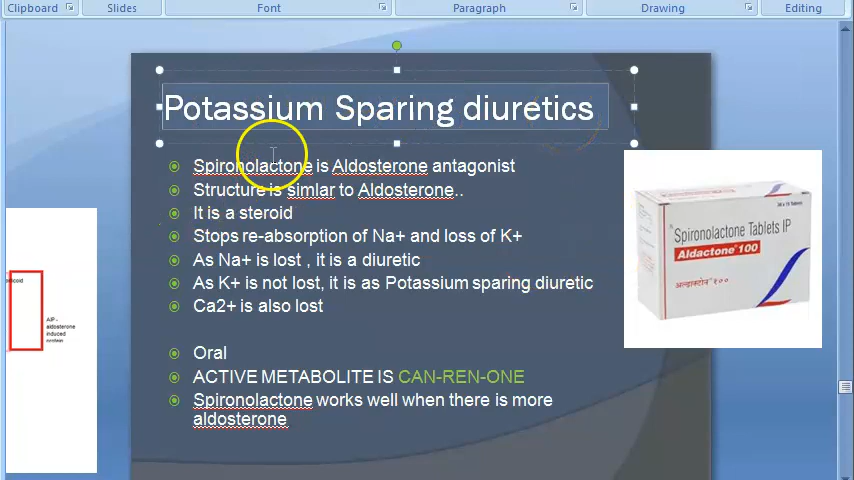 Clipboard
Slides
Font
Paragraph
Drawing
Editing
Potassium Sparing diuretics
Spironolactone is Aldosterone antagonist
Structure is simlar to Aldosterone..
It is a steroid
Stops re-absorption of Na+ and loss of K+
As Na+ is lost , it is a diuretic
As K+ is not lost, it is as Potassium sparing diuretic
Ca2+ is also lost
Oral
ACTIVE METABOLITE IS CAN-REN-ONE
Spironolactone works well when there is more
aldosterone
Spironolactone Tablets IP
Aldactone 100
AIP -
aldosterone
induced